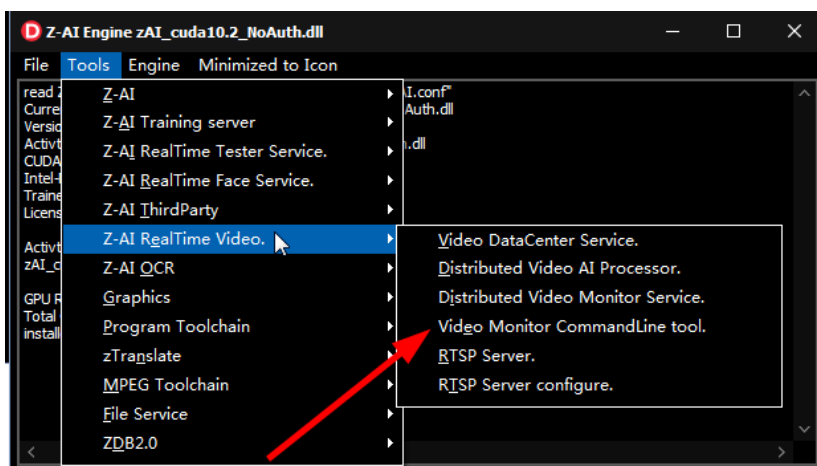 Z-AI Engine zAI_cuda10.2_NoAuth.dll
File Tools Engine Minimized to Icon
read
I.conf"
Curre
Auth.dll
Versio
Activt
.dll
CUDA
Intel-
Traine
Licens
Activt
zAI_c
GPU R
Total
install
Z-AI
Z-AI Training server
Z-AI RealTime Tester Service.
Z-AI RealTime Face Service.
Z-AI ThirdParty
Z-AI RealTime Video.
Z-AI OCR
Graphics
Program Toolchain
zTranslate
MPEG Toolchain
File Service
ZDB2.0
Video DataCenter Service.
Distributed Video AI Processor.
Distributed Video Monitor Service.
Video Monitor CommandLine tool.
RTSP Server.
RTSP Server configure.